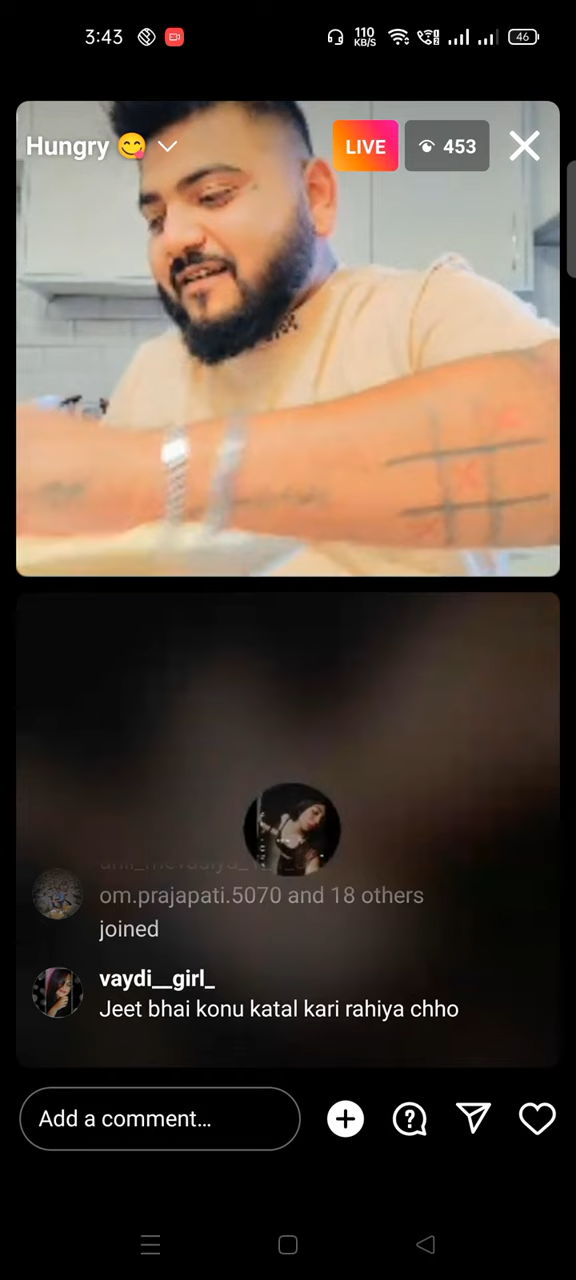 3:43
110
KB/S
46
Hungry 😋
LIVE
453
om.prajapati.5070 and 18 others
joined
vaydi__girl_
Jeet bhai konu katal kari rahiya chho
Add a comment...